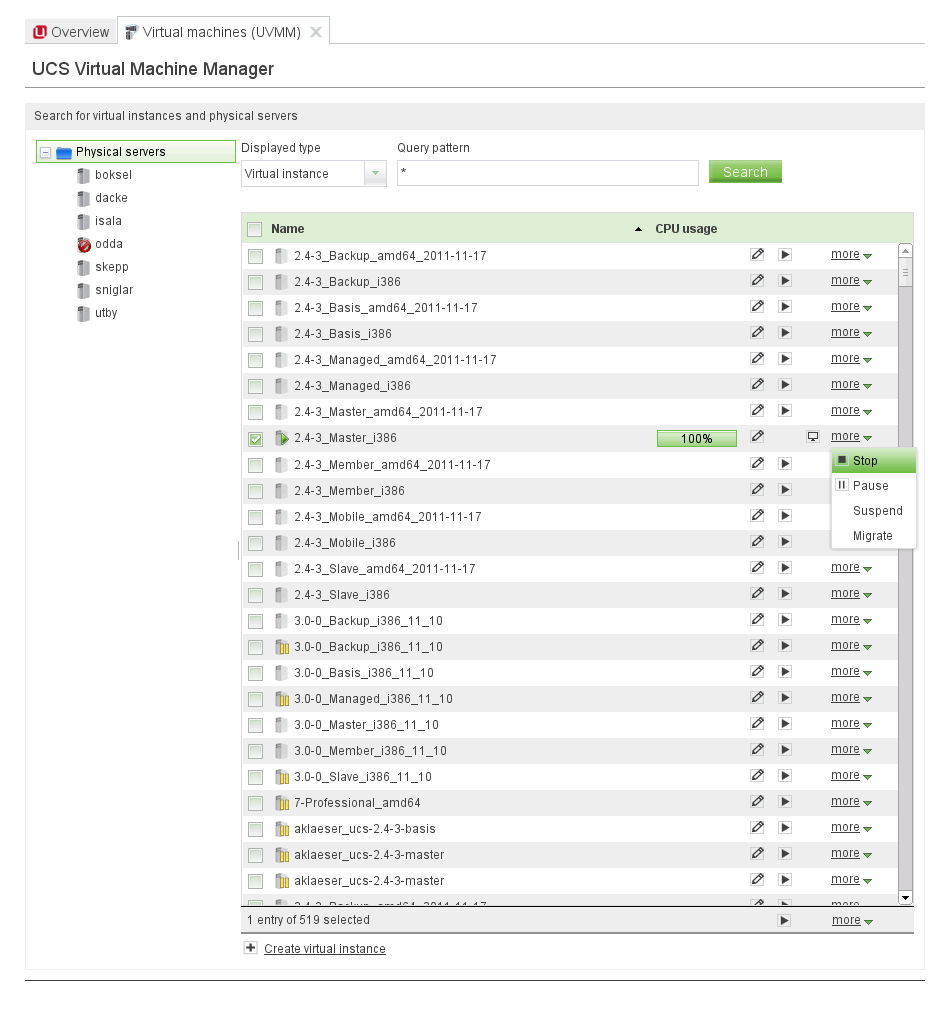 Overview Virtual machines (UVMM)
UCS Virtual Machine Manager
Search for virtual instances and physical servers
Physical servers
boksel
dacke
isala
odda
skepp
sniglar
utby
Displayed type Query pattern
Virtual instance * Search
Name CPU usage
2.4-3_Backup_amd64_2011-11-17 more
2.4-3_Backup_i386 more
2.4-3_Basis_amd64_2011-11-17 more
2.4-3_Basis_i386 more
2.4-3_Managed_amd64_2011-11-17 more
2.4-3_Managed_i386 more
2.4-3_Master_amd64_2011-11-17 more
2.4-3_Master_i386 100% more
Stop
Pause
Suspend
Migrate
2.4-3_Member_amd64_2011-11-17
2.4-3_Member_i386
2.4-3_Mobile_amd64_2011-11-17
2.4-3_Mobile_i386
2.4-3_Slave_amd64_2011-11-17 more
2.4-3_Slave_i386 more
3.0-0_Backup_i386_11_10 more
3.0-0_Backup_i386_11_10 more
3.0-0_Basis_i386_11_10 more
3.0-0_Managed_i386_11_10 more
3.0-0_Master_i386_11_10 more
3.0-0_Member_i386_11_10 more
3.0-0_Slave_i386_11_10 more
7-Professional_amd64 more
aklaeser_ucs-2.4-3-basis more
aklaeser_ucs-2.4-3-master more
aklaeser_ucs-2.4-3-master more
more
1 entry of 519 selected more
Create virtual instance